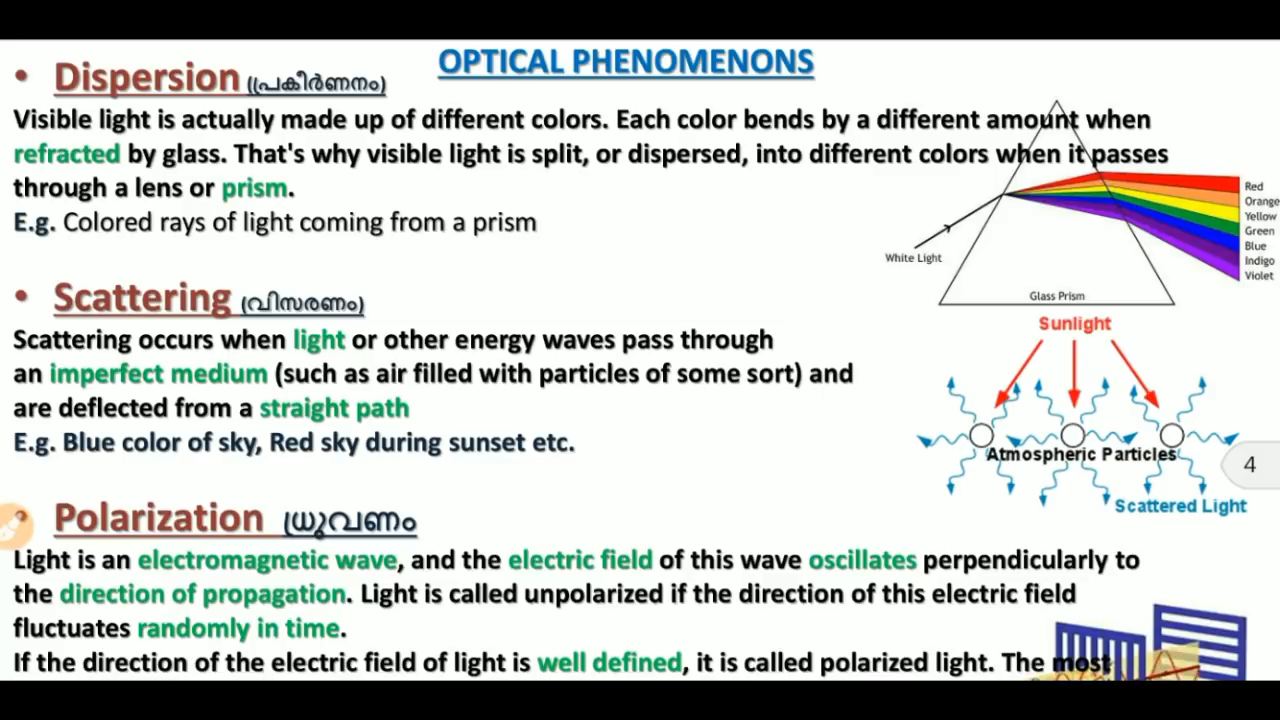 OPTICAL PHENOMENONS
• Dispersion (പ്രകീർണനം)
Visible light is actually made up of different colors. Each color bends by a different amount when
refracted by glass. That's why visible light is split, or dispersed, into different colors when it passes
through a lens or prism.
E.g. Colored rays of light coming from a prism
White Light
Glass Prism
Red
Orange
Yellow
Green
Blue
Indigo
Violet
• Scattering (വിസരണം)
Scattering occurs when light or other energy waves pass through
an imperfect medium (such as air filled with particles of some sort) and
are deflected from a straight path
E.g. Blue color of sky, Red sky during sunset etc.
Sunlight
Atmospheric Particles
Scattered Light
4
• Polarization ധ്രുവണം
Light is an electromagnetic wave, and the electric field of this wave oscillates perpendicularly to
the direction of propagation. Light is called unpolarized if the direction of this electric field
fluctuates randomly in time.
If the direction of the electric field of light is well defined, it is called polarized light. The most